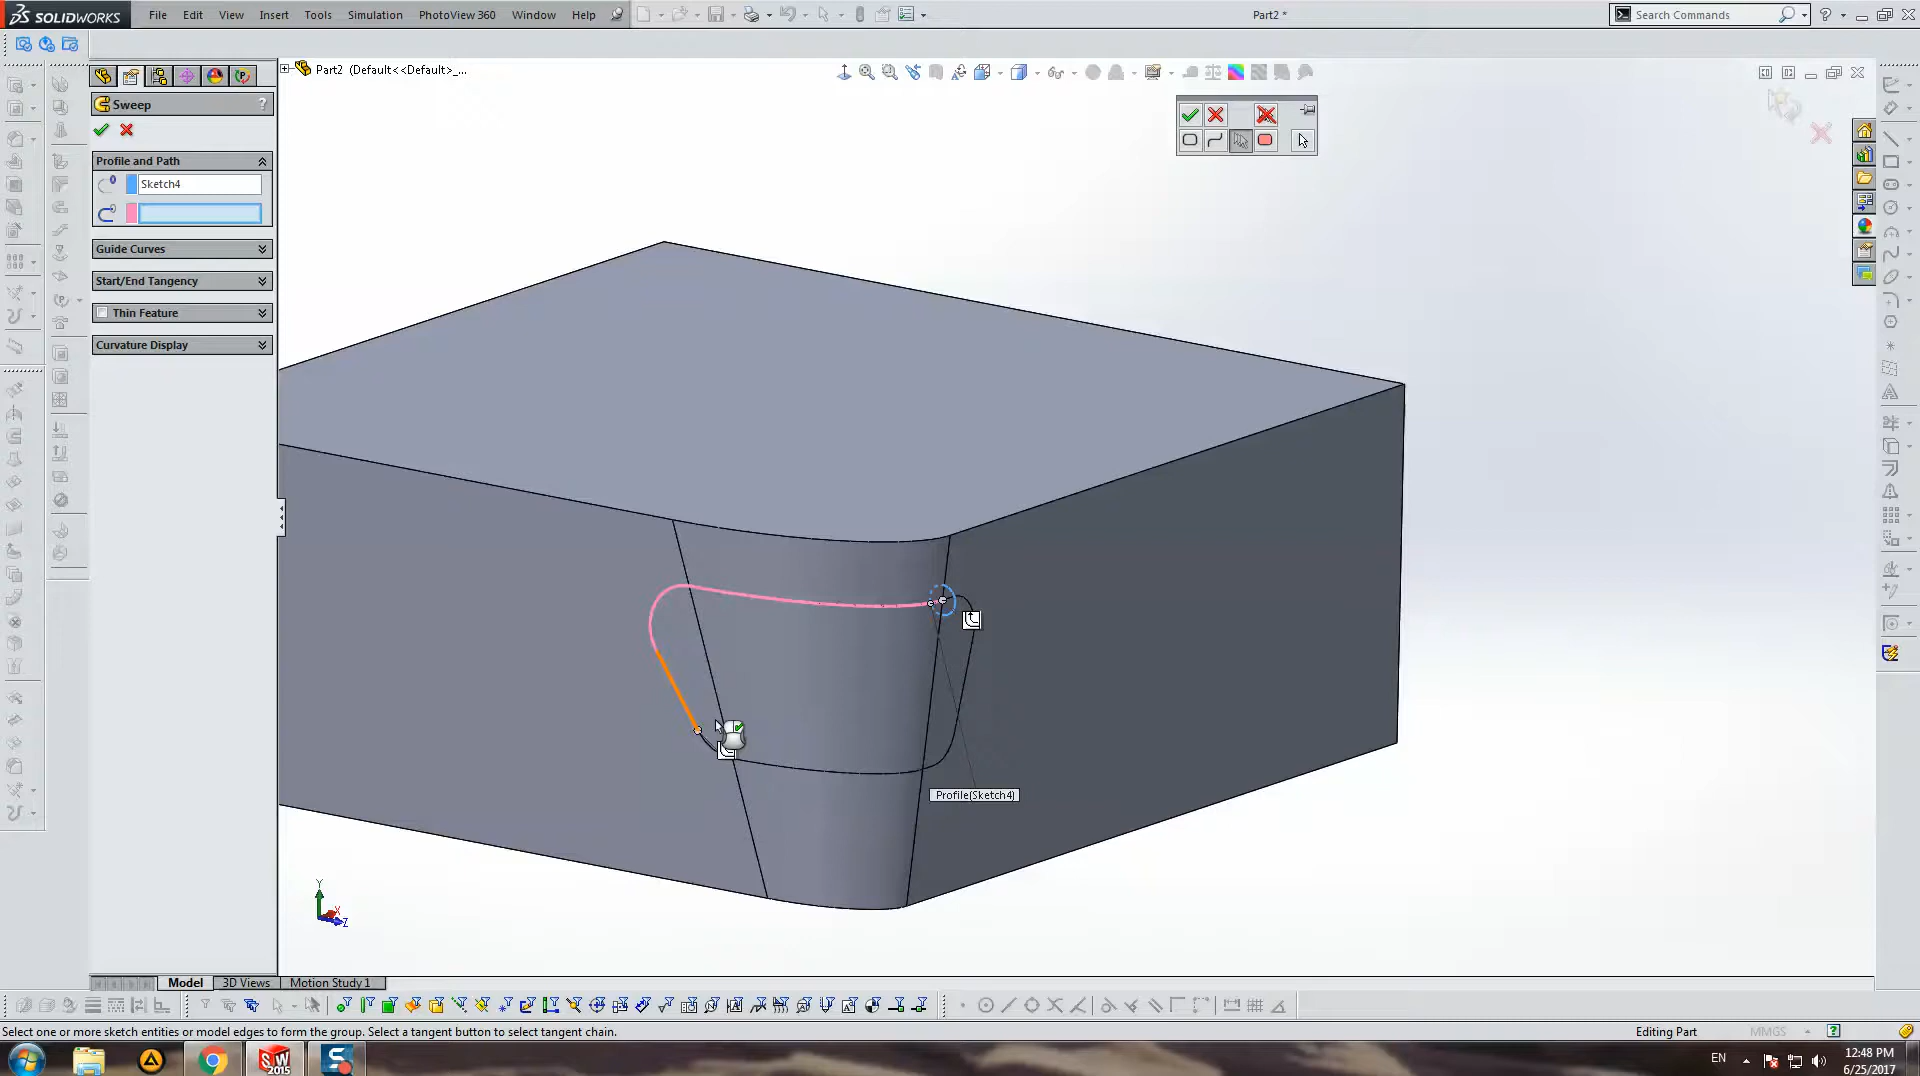 SOLIDWORKS
File Edit View Insert Tools Simulation PhotoView 360 Window Help
Part2 *
Search Commands
Part2 (Default<<Default>_...
Sweep
?
Profile and Path
Sketch4
Guide Curves
Start/End Tangency
Thin Feature
Curvature Display
Profile(Sketch4)
Y
X
Z
Model 3D Views Motion Study 1
Select one or more sketch entities or model edges to form the group. Select a tangent button to select tangent chain.
Editing Part
MMGS
?
SW
2015
S
EN
12:48 PM
6/25/2017